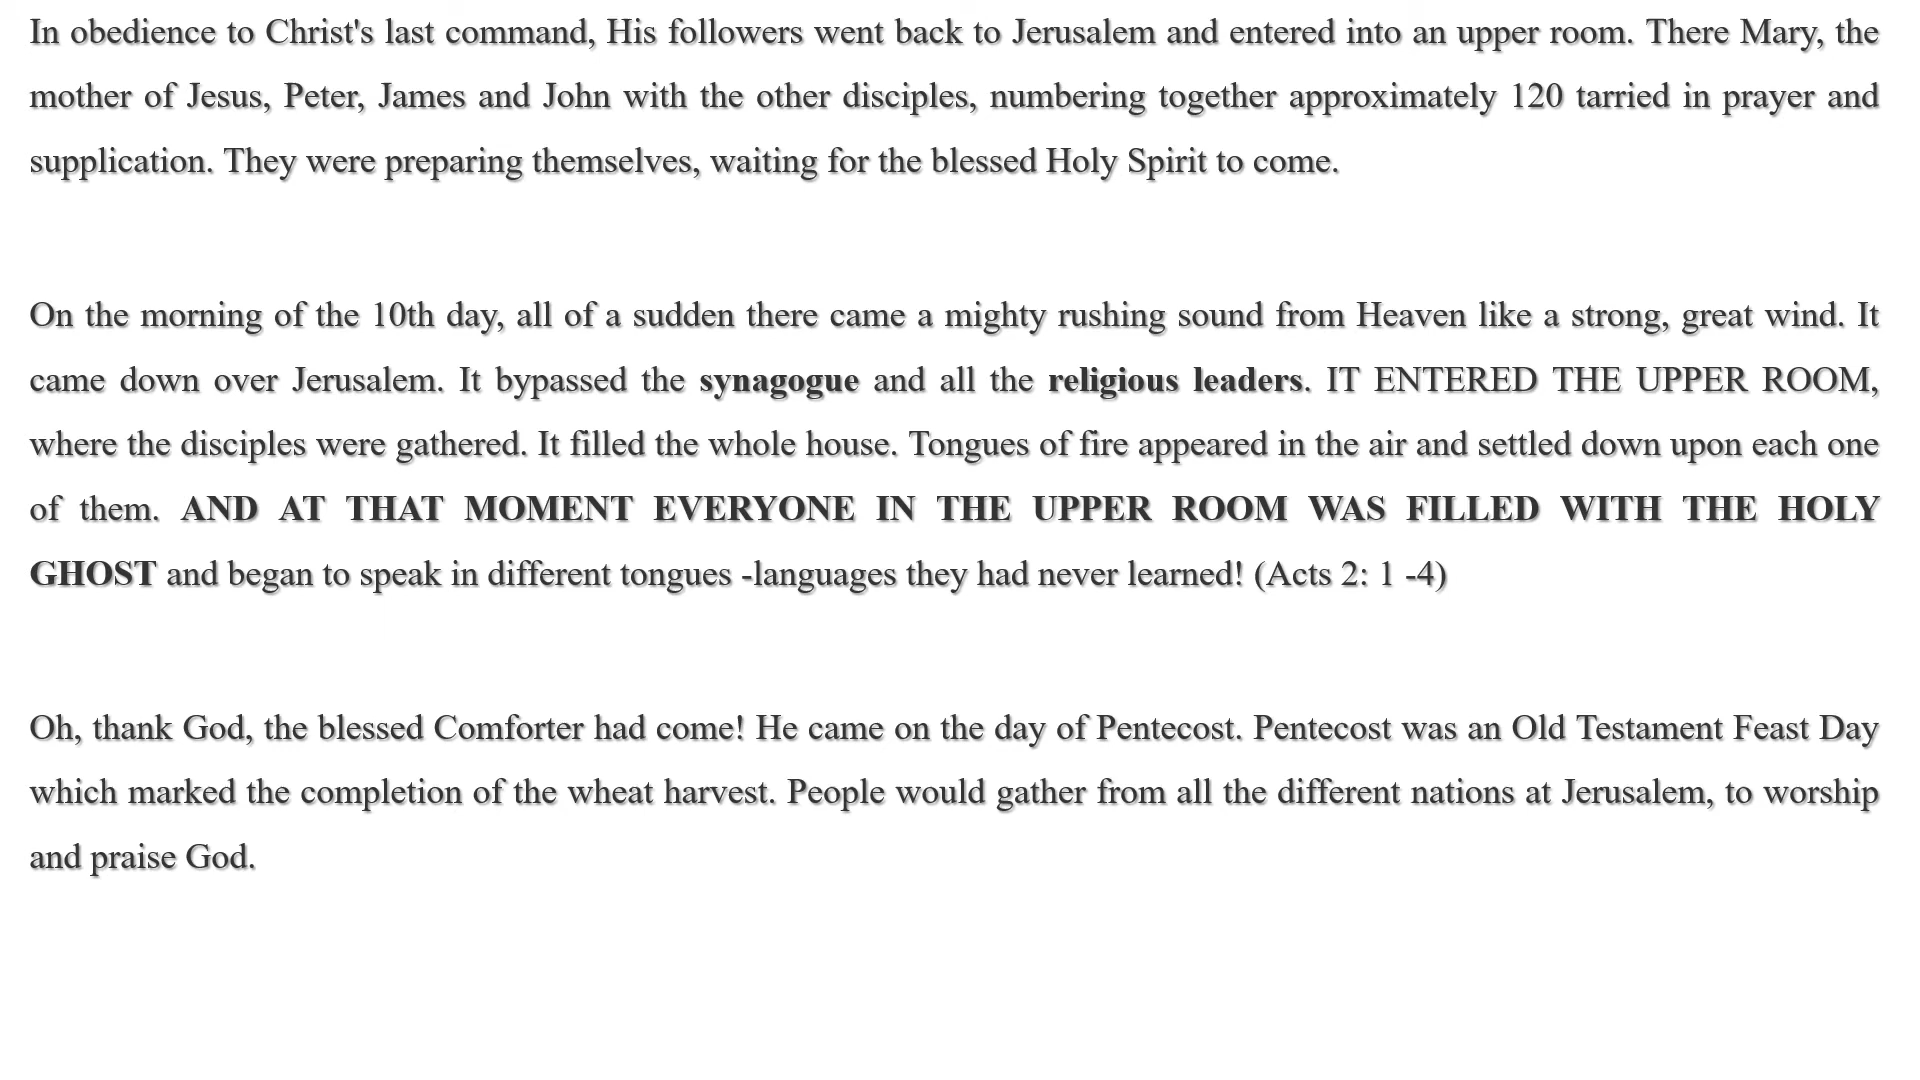 In obedience to Christ's last command, His followers went back to Jerusalem and entered into an upper room. There Mary, the
mother of Jesus, Peter, James and John with the other disciples, numbering together approximately 120 tarried in prayer and
supplication. They were preparing themselves, waiting for the blessed Holy Spirit to come.
On the morning of the 10th day, all of a sudden there came a mighty rushing sound from Heaven like a strong, great wind. It
came down over Jerusalem. It bypassed the synagogue and all the religious leaders. IT ENTERED THE UPPER ROOM,
where the disciples were gathered. It filled the whole house. Tongues of fire appeared in the air and settled down upon each one
of them. AND AT THAT MOMENT EVERYONE IN THE UPPER ROOM WAS FILLED WITH THE HOLY
GHOST and began to speak in different tongues -languages they had never learned! (Acts 2: 1 -4)
Oh, thank God, the blessed Comforter had come! He came on the day of Pentecost. Pentecost was an Old Testament Feast Day
which marked the completion of the wheat harvest. People would gather from all the different nations at Jerusalem, to worship
and praise God.